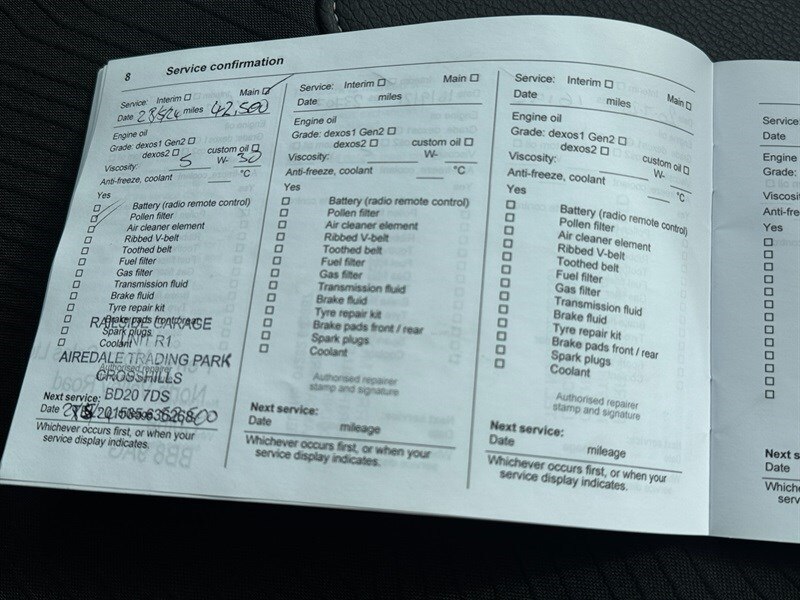 8 Service confirmation
Service: Interim ☐ Main ☑
Date 23/5/24 miles 42,500
Engine oil
Grade: dexos1 Gen2 ☐
dexos2 ☐ custom oil ☐
Viscosity: 5 W- 30
Anti-freeze, coolant °C
Yes
Battery (radio remote control)
Pollen filter
Air cleaner element
Ribbed V-belt
Toothed belt
Fuel filter
Gas filter
Transmission fluid
Brake fluid
Tyre repair kit
Brake pads front / rear
Spark plugs
Coolant
RAILSIDE GARAGE
UNIT R1
AIREDALE TRADING PARK
CROSSHILLS
BD20 7DS
01535 636268
Next service:
Date
Whichever occurs first, or when your
service display indicates.
Service: Interim ☐ Main ☐
Date miles
Engine oil
Grade: dexos1 Gen2 ☐
dexos2 ☐ custom oil ☐
Viscosity: W-
Anti-freeze, coolant °C
Yes
Battery (radio remote control)
Pollen filter
Air cleaner element
Ribbed V-belt
Toothed belt
Fuel filter
Gas filter
Transmission fluid
Brake fluid
Tyre repair kit
Brake pads front / rear
Spark plugs
Coolant
Authorised repairer
stamp and signature
Next service:
Date mileage
Whichever occurs first, or when your
service display indicates.
Service: Interim ☐ Main ☐
Date miles
Engine oil
Grade: dexos1 Gen2 ☐
dexos2 ☐ custom oil ☐
Viscosity: W-
Anti-freeze, coolant °C
Yes
Battery (radio remote control)
Pollen filter
Air cleaner element
Ribbed V-belt
Toothed belt
Fuel filter
Gas filter
Transmission fluid
Brake fluid
Tyre repair kit
Brake pads front / rear
Spark plugs
Coolant
Authorised repairer
stamp and signature
Next service:
Date mileage
Whichever occurs first, or when your
service display indicates.
Service:
Date
Engine
Grade:
Viscosity:
Anti-fre
Yes
Next s
Date
Which
serv